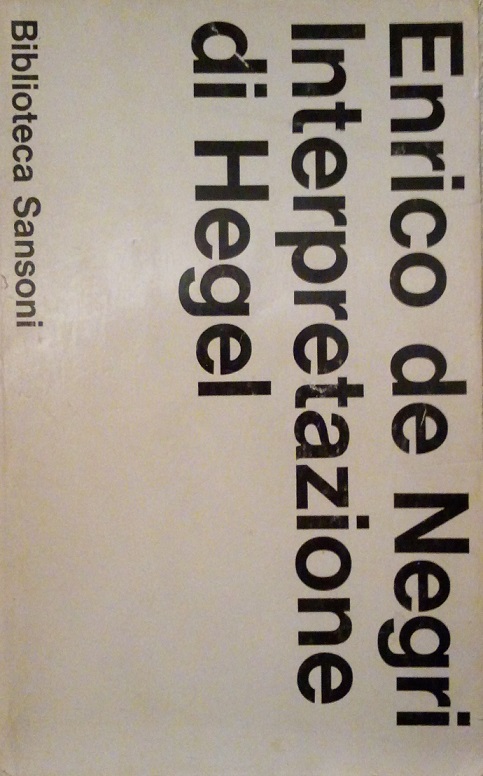 Enrico de Negri
Interpretazione
di Hegel
Biblioteca Sansoni